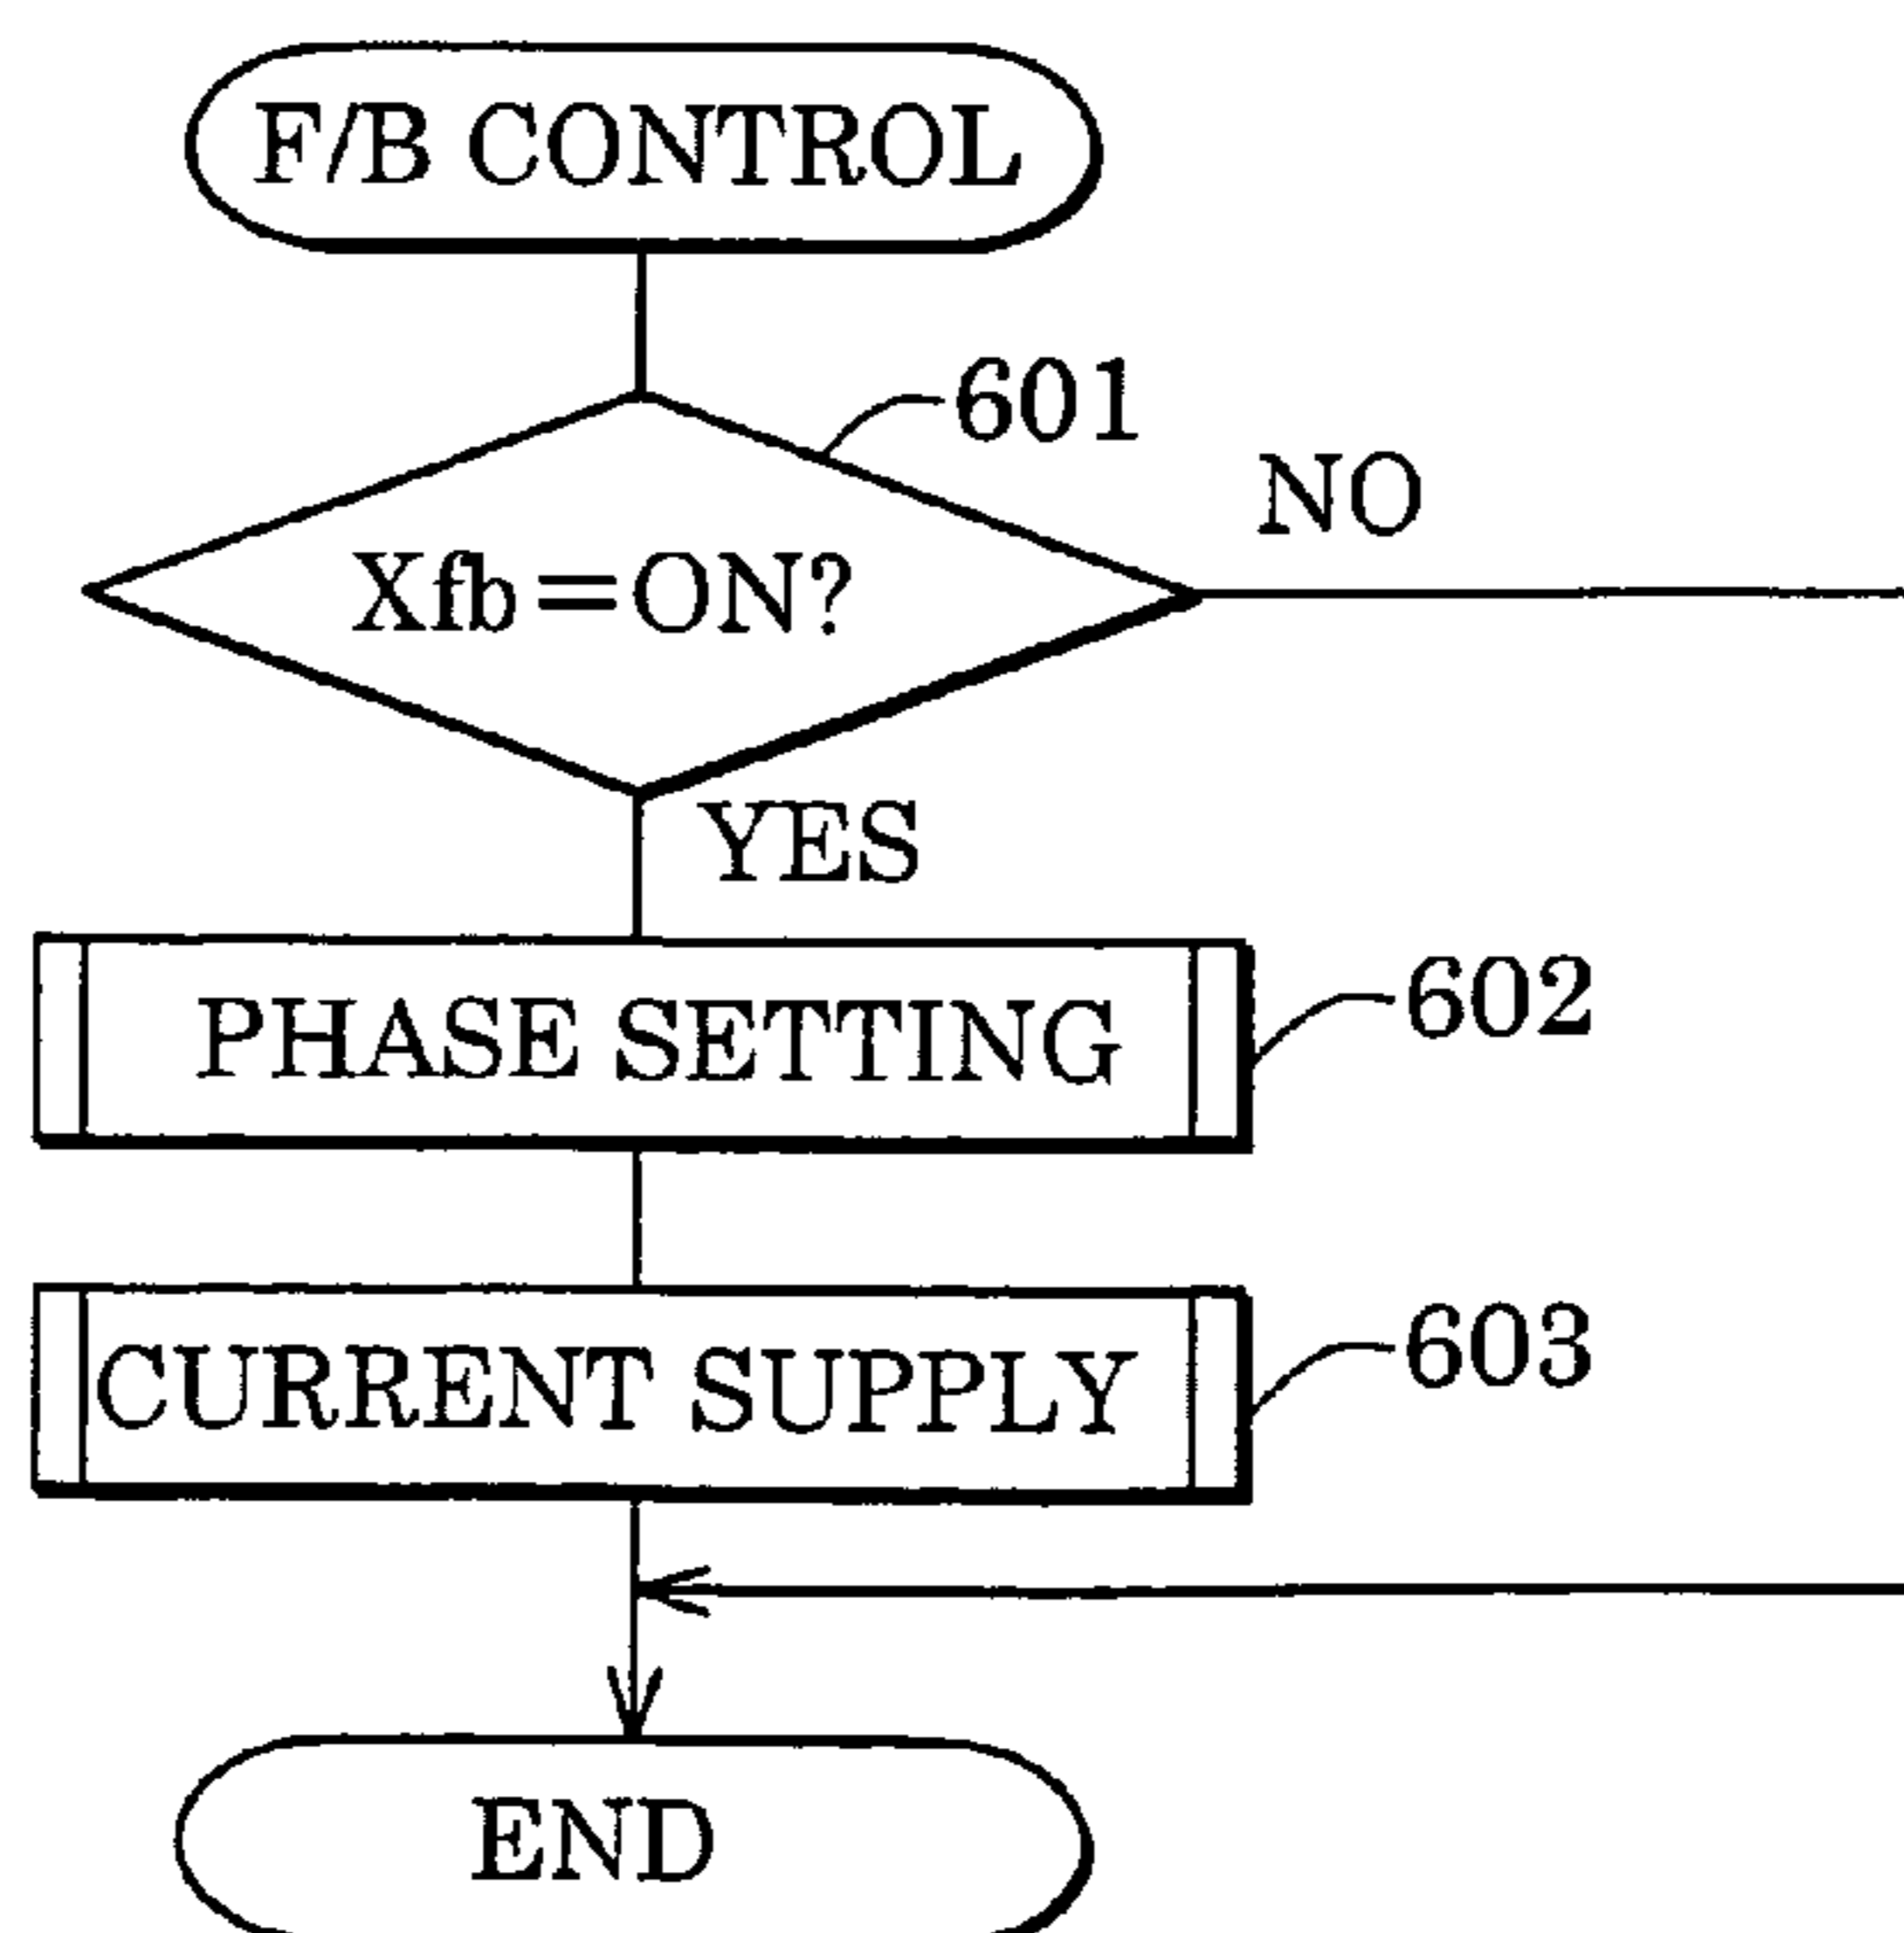 F/B CONTROL
601
NO
Xfb=ON?
YES
PHASE SETTING
602
CURRENT SUPPLY
603
END